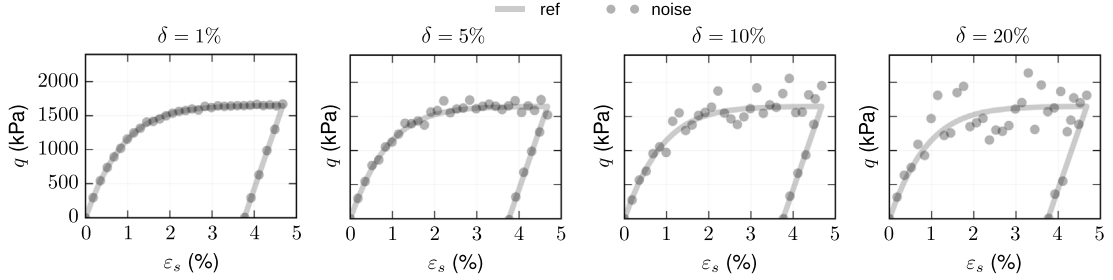 ref noise
δ = 1% δ = 5% δ = 10% δ = 20%
2000
1500
1000
500
0
q (kPa) q (kPa) q (kPa) q (kPa)
0 1 2 3 4 5 0 1 2 3 4 5 0 1 2 3 4 5 0 1 2 3 4 5
εs (%) εs (%) εs (%) εs (%)